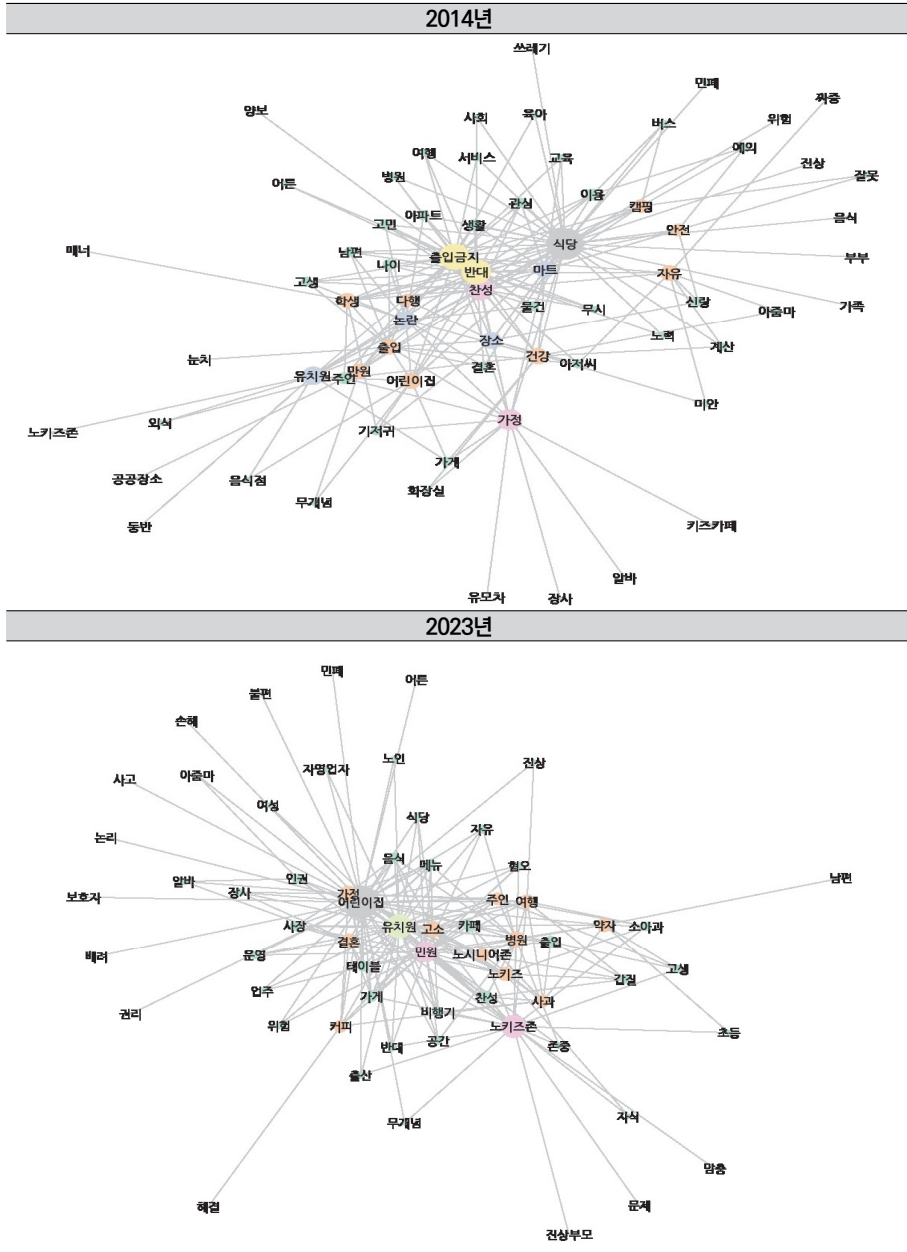 2014년
쓰레기
민폐
짜증
양보
사회
육아
버스
위험
예의
여행
서비스
교육
진상
병원
잘못
어른
이용
아파트
관심
캠핑
고민
생활
음식
식당
안전
매너
남편
출입금지
부부
나이
반대
마트
자유
고생
찬성
학생
다행
물건
무시
신랑
가족
논란
아줌마
장소
노력
출입
계산
눈치
건강
결혼
아저씨
유치원
주인
만원
어린이집
미안
노키즈존
외식
가정
기저귀
가게
공공장소
음식점
화장실
무개념
동반
키즈카페
알바
유모차
장사
2023년
민폐
어른
불편
손해
노인
자영업자
진상
사고
아줌마
여성
식당
자유
논리
음식
메뉴
혐오
알바
인권
남편
장사
가정
보호자
어린이집
주인
여행
사장
유치원
고소
카페
약자
소아과
결혼
병원
출입
배려
운영
민원
노시니어존
테이블
노키즈
고생
갑질
업주
가게
찬성
사과
권리
비행기
위험
커피
노키즈존
초등
공간
반대
존중
출산
무개념
자식
맘충
해결
문제
진상부모